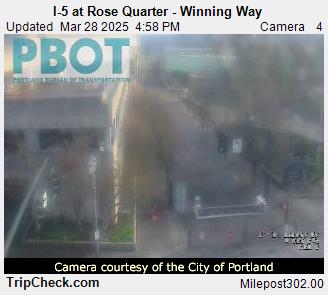 I-5 at Rose Quarter - Winning Way
Updated Mar 28 2025 4:58 PM Camera 4
PBOT
PORTLAND BUREAU OF TRANSPORTATION
Camera courtesy of the City of Portland
TripCheck.com Milepost302.00